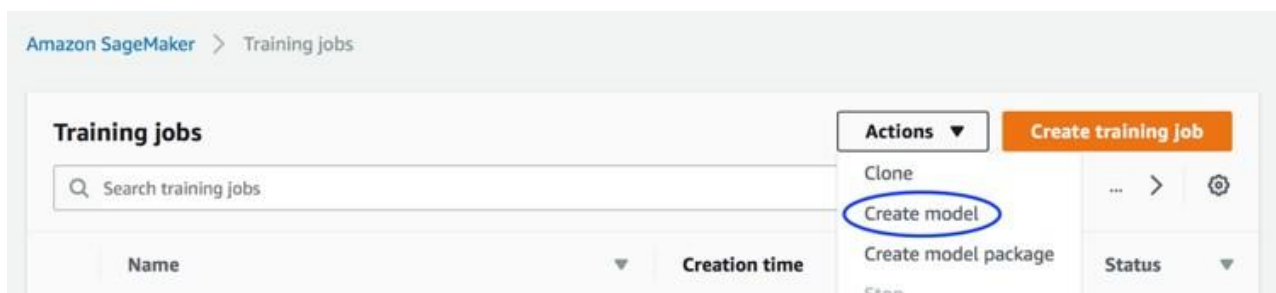 Amazon SageMaker > Training jobs
Training jobs
Actions ▼
Create training job
Search training jobs
Clone
... >
Create model
Create model package
Name
Creation time
Status
Stop